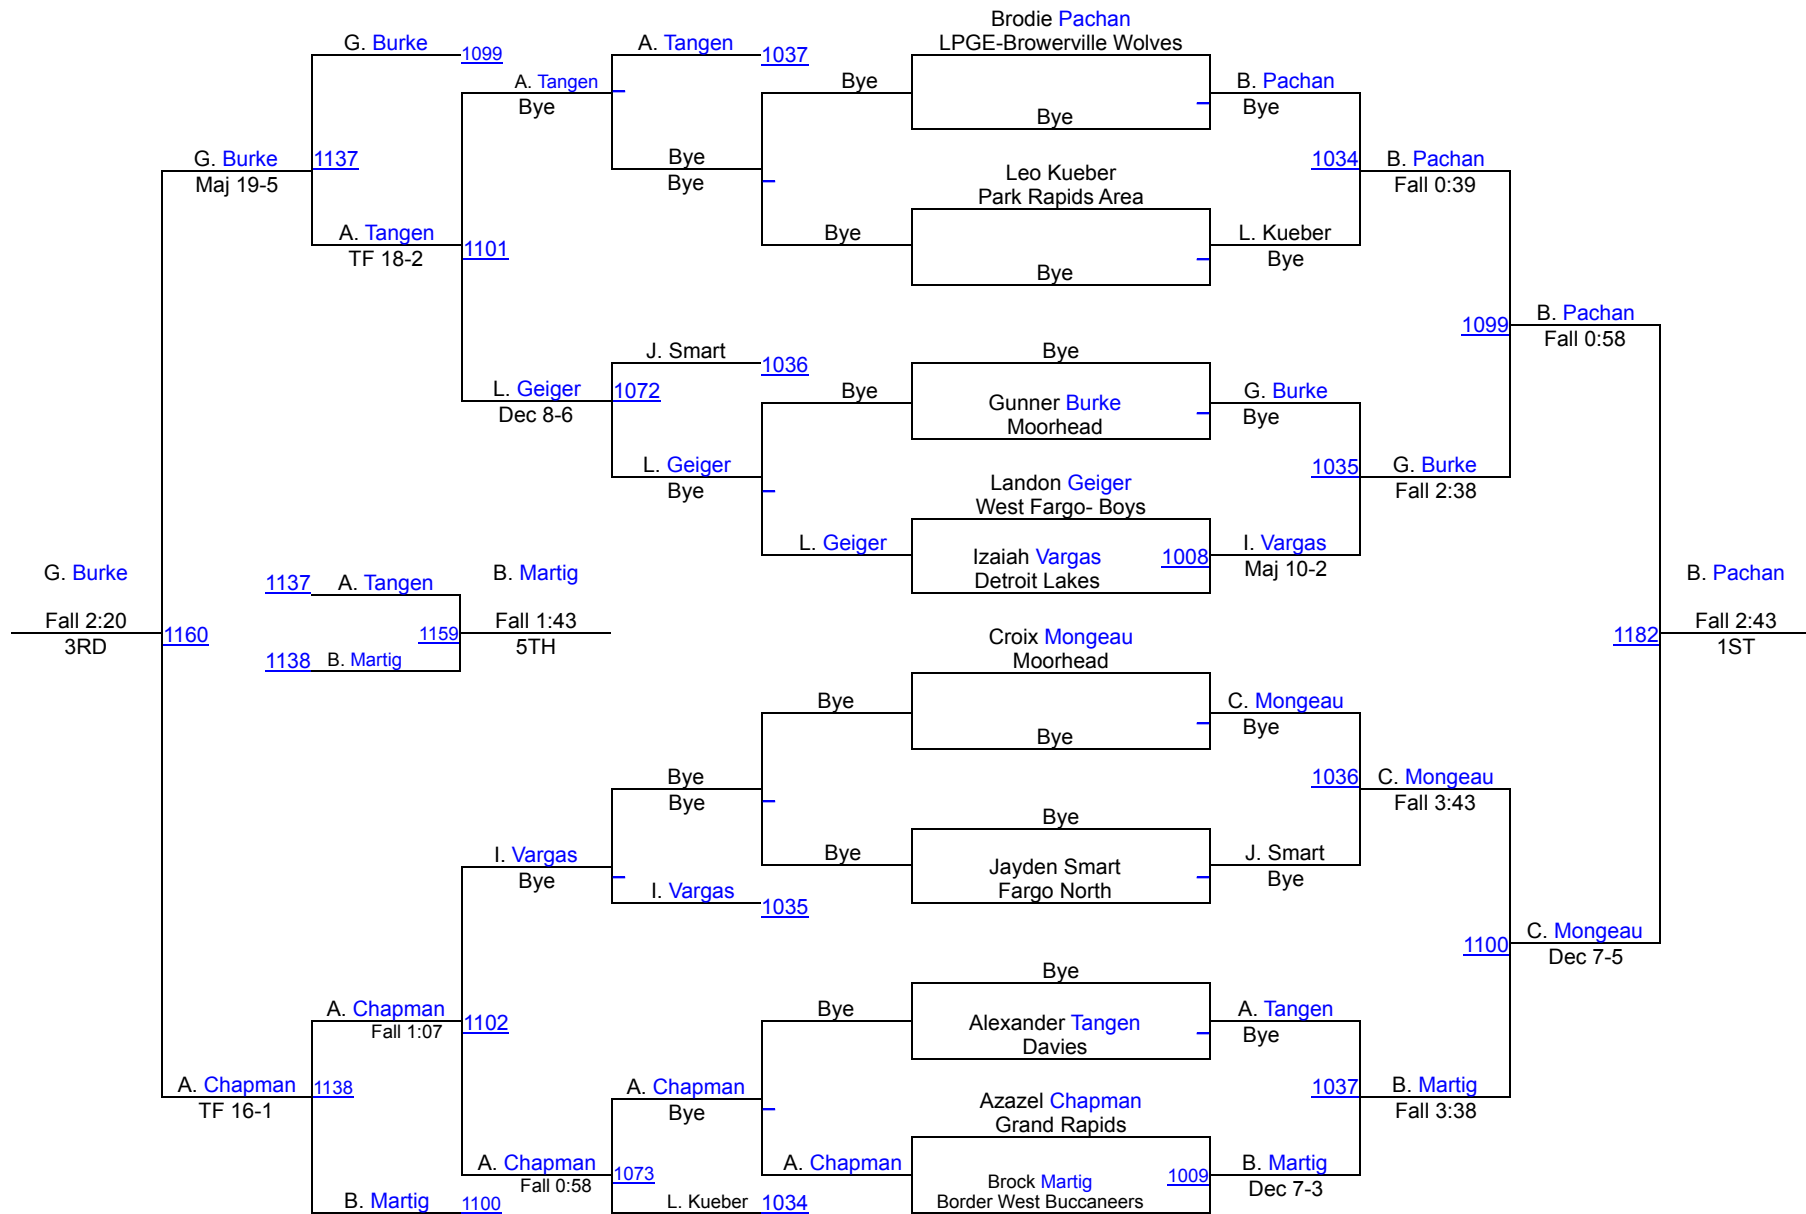 Brodie Pachan
G. Burke
A. Tangen
LPGE-Browerville Wolves
1099
1037
A. Tangen
Bye
B. Pachan
Bye
Bye
Bye
G. Burke
1137
Bye
1034
B. Pachan
Maj 19-5
Bye
Leo Kueber
Fall 0:39
Park Rapids Area
A. Tangen
1101
Bye
L. Kueber
TF 18-2
Bye
Bye
1099
B. Pachan
Fall 0:58
J. Smart
1036
Bye
L. Geiger
1072
Bye
Gunner Burke
G. Burke
Dec 8-6
Moorhead
Bye
L. Geiger
1035
G. Burke
Bye
Landon Geiger
Fall 2:38
West Fargo- Boys
L. Geiger
Izaiah Vargas
1008
I. Vargas
G. Burke
1137
A. Tangen
B. Martig
Detroit Lakes
Maj 10-2
B. Pachan
Fall 2:20
1160
1159
Fall 1:43
Croix Mongeau
1182
Fall 2:43
3RD
1138
B. Martig
5TH
Moorhead
1ST
Bye
C. Mongeau
Bye
Bye
Bye
1036
C. Mongeau
Bye
Fall 3:43
Bye
I. Vargas
Bye
Jayden Smart
J. Smart
Bye
I. Vargas
1035
Fargo North
Bye
1100
C. Mongeau
Dec 7-5
Bye
A. Chapman
1102
Bye
Alexander Tangen
A. Tangen
Fall 1:07
Davies
Bye
A. Chapman
1138
A. Chapman
1037
B. Martig
TF 16-1
Bye
Azazel Chapman
Fall 3:38
Grand Rapids
A. Chapman
1073
A. Chapman
Brock Martig
1009
B. Martig
Fall 0:58
Border West Buccaneers
Dec 7-3
B. Martig
1100
L. Kueber
1034